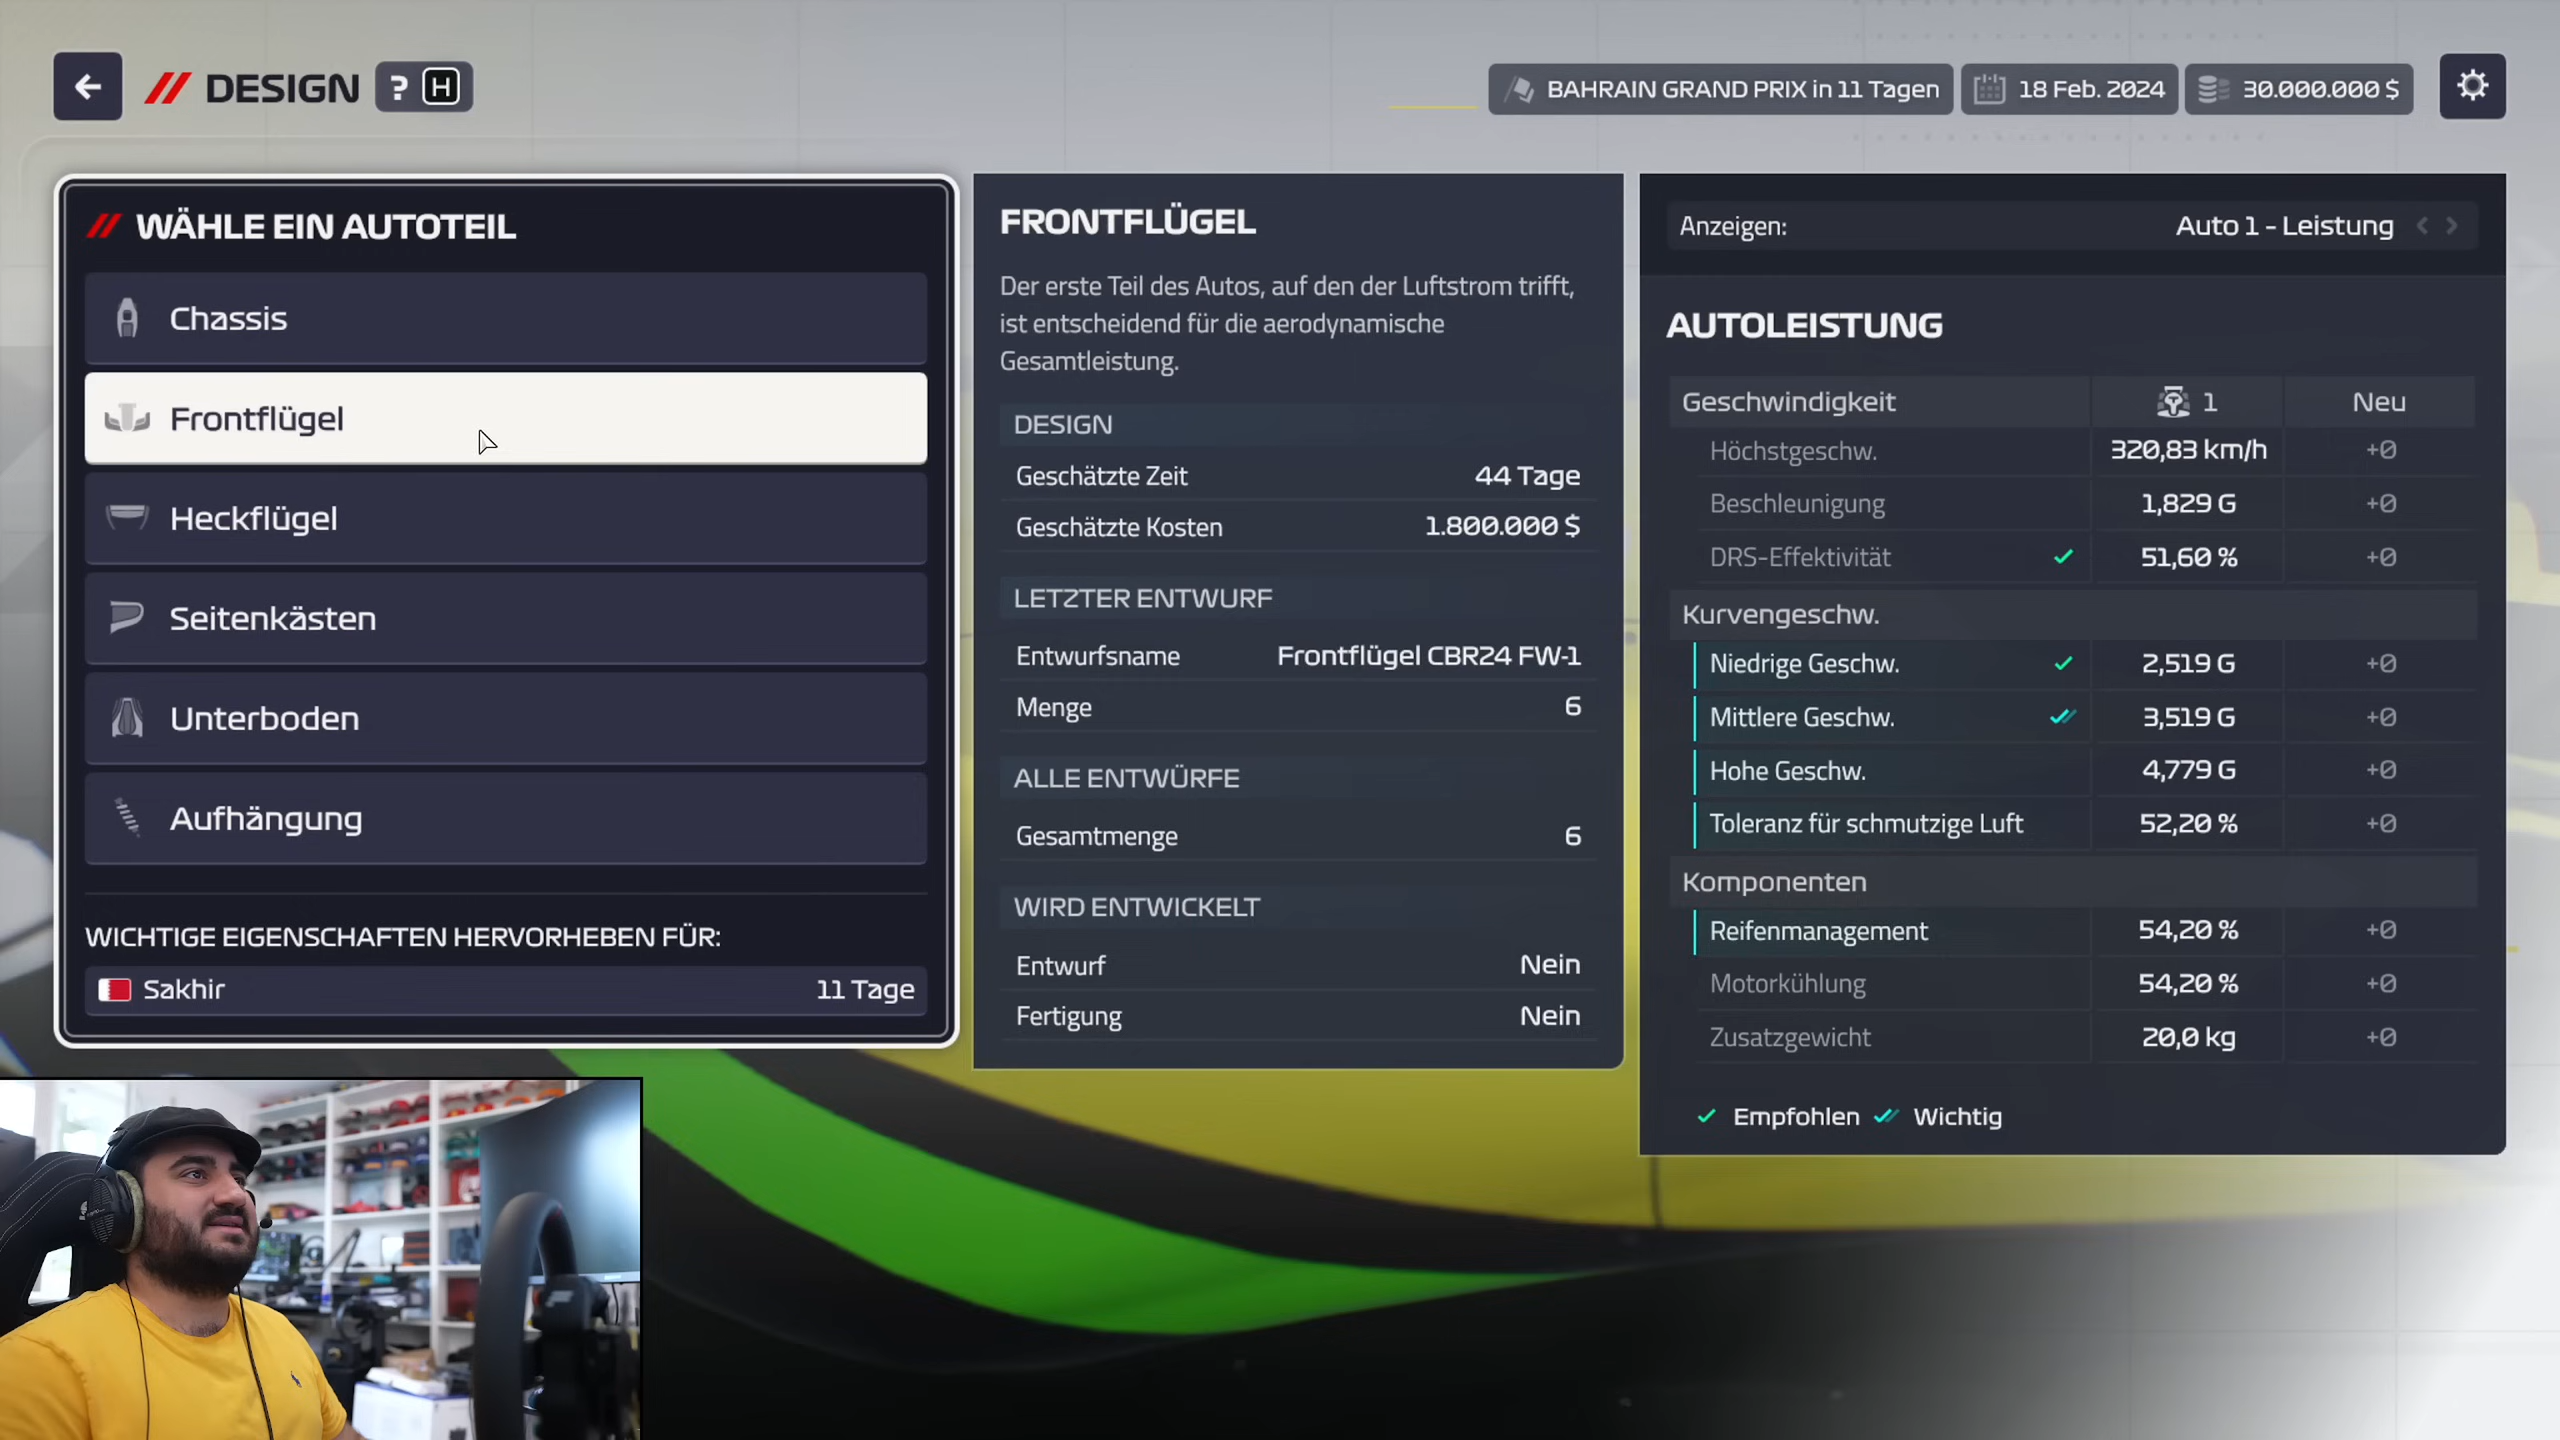 DESIGN ? H
BAHRAIN GRAND PRIX in 11 Tagen
18 Feb. 2024
30.000.000 $
WÄHLE EIN AUTOTEIL
Chassis
Frontflügel
Heckflügel
Seitenkästen
Unterboden
Aufhängung
WICHTIGE EIGENSCHAFTEN HERVORHEBEN FÜR:
Sakhir 11 Tage
FRONTFLÜGEL
Der erste Teil des Autos, auf den der Luftstrom trifft,
ist entscheidend für die aerodynamische
Gesamtleistung.
DESIGN
Geschätzte Zeit 44 Tage
Geschätzte Kosten 1.800.000 $
LETZTER ENTWURF
Entwurfsname Frontflügel CBR24 FW-1
Menge 6
ALLE ENTWÜRFE
Gesamtmenge 6
WIRD ENTWICKELT
Entwurf Nein
Fertigung Nein
Anzeigen: Auto 1 - Leistung
AUTOLEISTUNG
Geschwindigkeit 1 Neu
Höchstgeschw. 320,83 km/h +0
Beschleunigung 1,829 G +0
DRS-Effektivität 51,60 % +0
Kurvengeschw.
Niedrige Geschw. 2,519 G +0
Mittlere Geschw. 3,519 G +0
Hohe Geschw. 4,779 G +0
Toleranz für schmutzige Luft 52,20 % +0
Komponenten
Reifenmanagement 54,20 % +0
Motorkühlung 54,20 % +0
Zusatzgewicht 20,0 kg +0
Empfohlen Wichtig